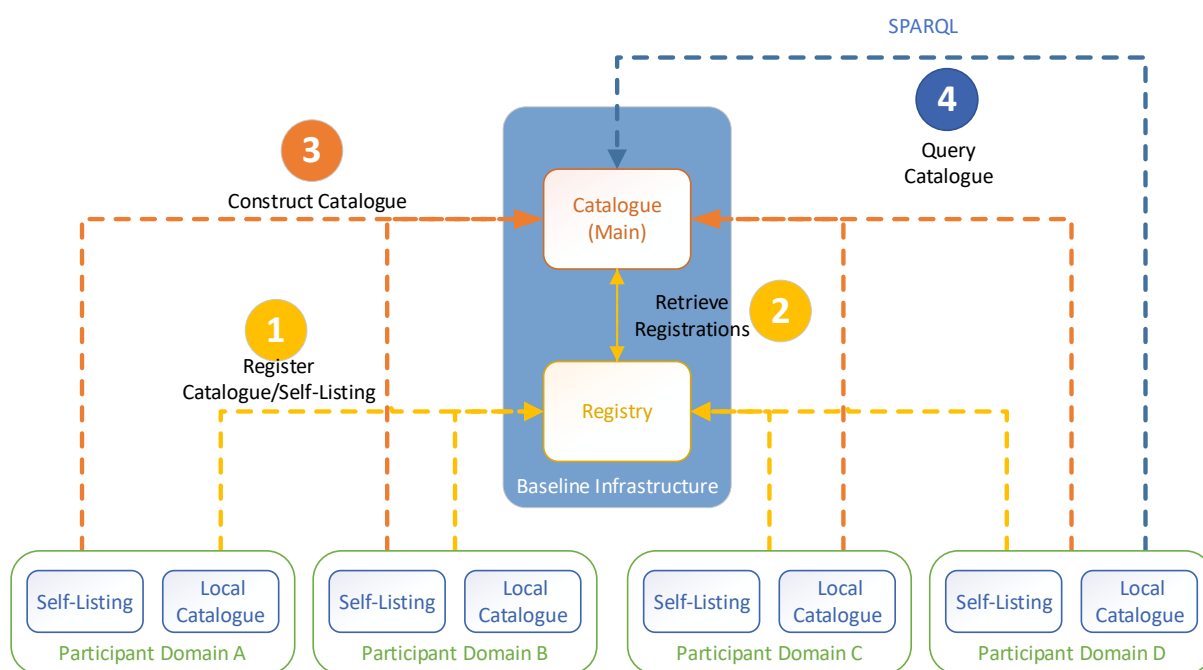 SPARQL
4
Query
Catalogue
3
Construct Catalogue
Catalogue
(Main)
Retrieve
Registrations
2
1
Register
Catalogue/Self-Listing
Registry
Baseline Infrastructure
Self-Listing
Local
Catalogue
Participant Domain A
Self-Listing
Local
Catalogue
Participant Domain B
Self-Listing
Local
Catalogue
Participant Domain C
Self-Listing
Local
Catalogue
Participant Domain D